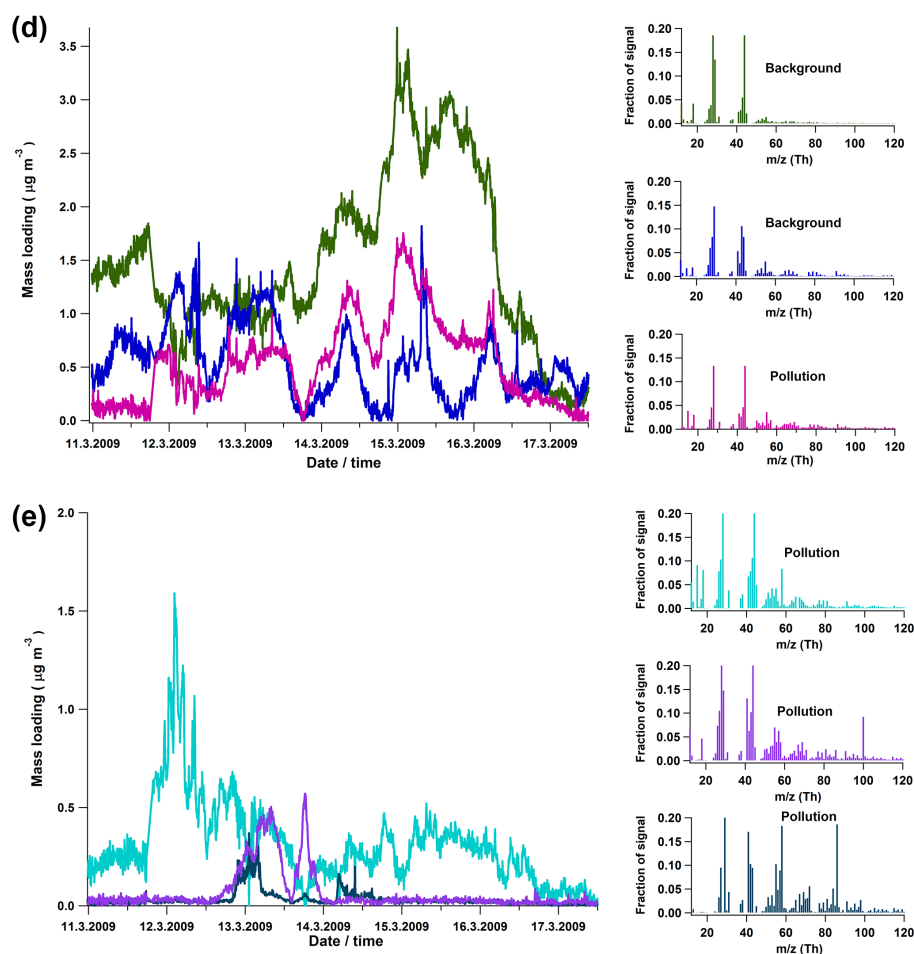 (d)
3.5
3.0
2.5
2.0
1.5
1.0
0.5
0.0
Mass loading ( µg m⁻³ )
11.3.2009 12.3.2009 13.3.2009 14.3.2009 15.3.2009 16.3.2009 17.3.2009
Date / time
0.20
0.15
0.10
0.05
0.00
Fraction of signal
Background
20 40 60 80 100 120
m/z (Th)
0.20
0.15
0.10
0.05
0.00
Fraction of signal
Background
20 40 60 80 100 120
m/z (Th)
0.20
0.15
0.10
0.05
0.00
Fraction of signal
Pollution
20 40 60 80 100 120
m/z (Th)
(e)
2.0
1.5
1.0
0.5
0.0
Mass loading ( µg m⁻³ )
11.3.2009 12.3.2009 13.3.2009 14.3.2009 15.3.2009 16.3.2009 17.3.2009
Date / time
0.20
0.15
0.10
0.05
0.00
Fraction of signal
Pollution
20 40 60 80 100 120
m/z (Th)
0.20
0.15
0.10
0.05
0.00
Fraction of signal
Pollution
20 40 60 80 100 120
m/z (Th)
0.20
0.15
0.10
0.05
0.00
Fraction of signal
Pollution
20 40 60 80 100 120
m/z (Th)